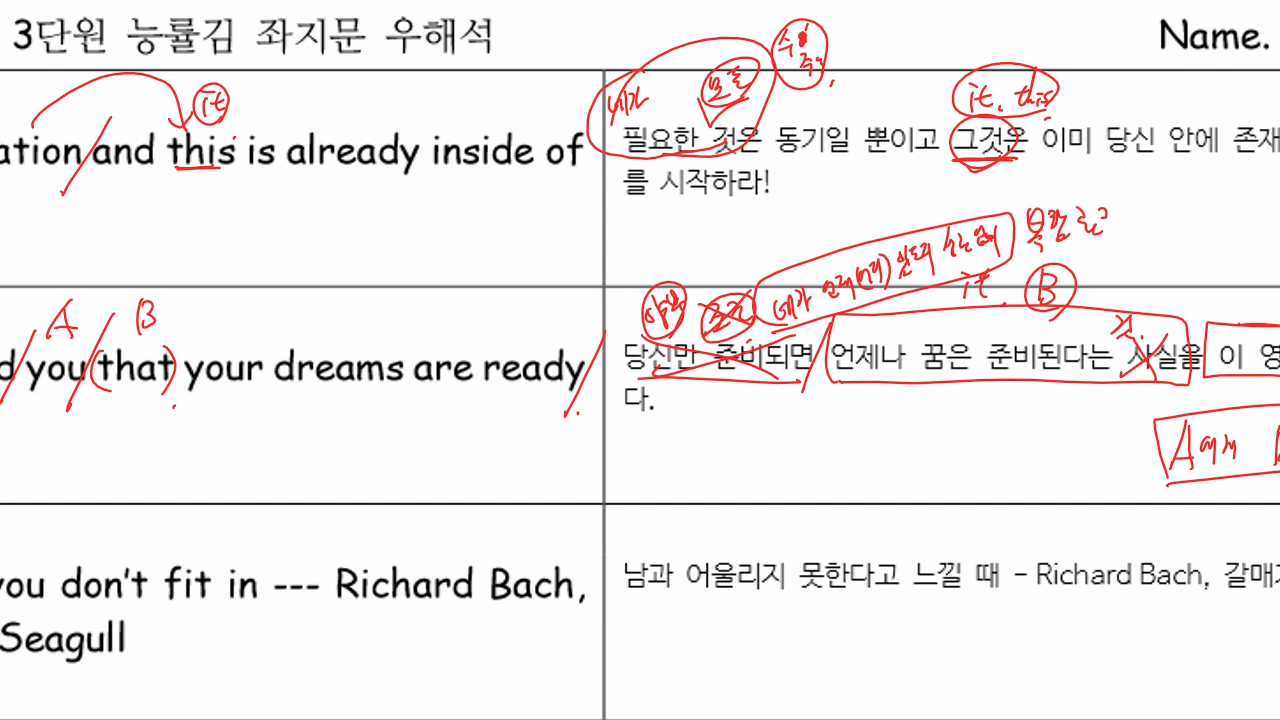 3단원 능률김 좌지문 우해석
Name.
수
it
네가
모든
it, this
ation and this is already inside of
필요한 것은 동기일 뿐이고 그것은 이미 당신 안에 존재
를 시작하라!
A
B
it
B
d you that your dreams are ready
당신만 준비되면 언제나 꿈은 준비된다는 사실을 이 영
다.
A에게
you don't fit in --- Richard Bach,
Seagull
남과 어울리지 못한다고 느낄 때 - Richard Bach, 갈매